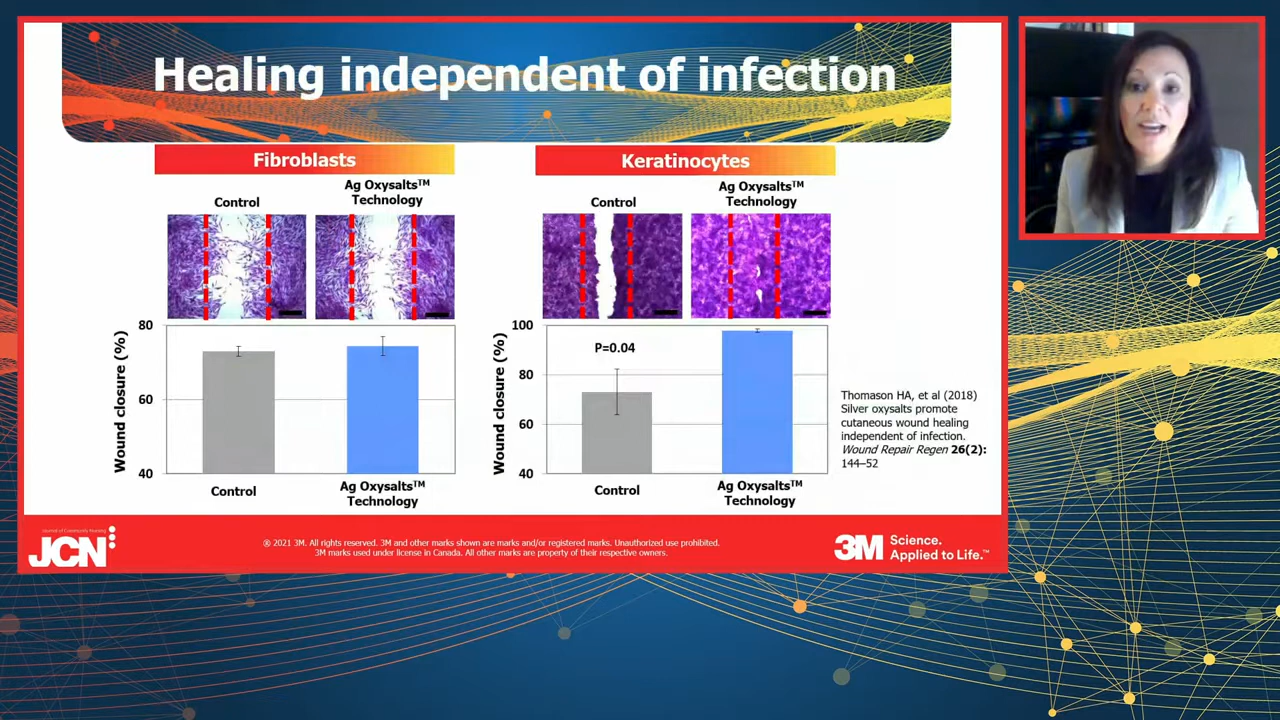 Healing independent of infection
Fibroblasts
Control
Ag Oxysalts™
Technology
80
60
40
Wound closure (%)
Control
Ag Oxysalts™
Technology
Keratinocytes
Control
Ag Oxysalts™
Technology
100
80
60
40
Wound closure (%)
P=0.04
Control
Ag Oxysalts™
Technology
Thomason HA, et al (2018)
Silver oxysalts promote
cutaneous wound healing
independent of infection.
Wound Repair Regen 26(2):
144–52
Journal of Community Nursing
JCN
® 2021 3M. All rights reserved. 3M and other marks shown are marks and/or registered marks. Unauthorized use prohibited.
3M marks used under license in Canada. All other marks are property of their respective owners.
3M Science.
Applied to Life.™